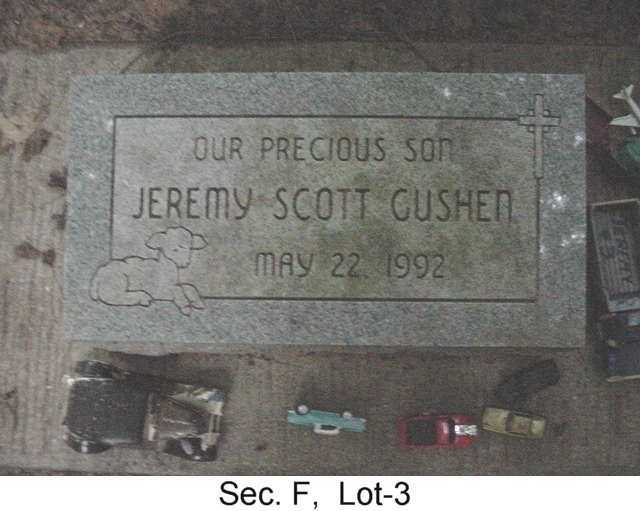 OUR PRECIOUS SON
JEREMY SCOTT GUSHEN
MAY 22, 1992
Sec. F, Lot-3